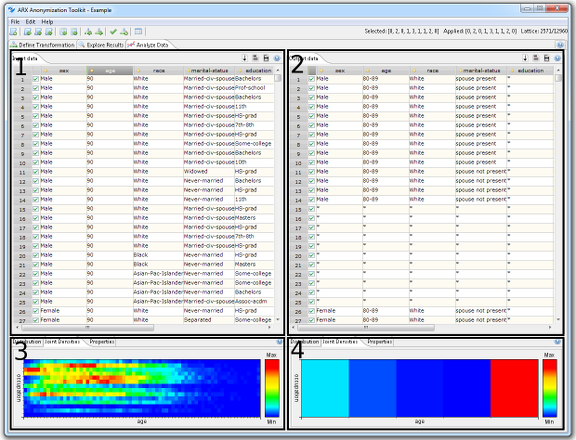 ARX Anonymization Toolkit - Example
File Edit Help
Selected: [0, 2, 0, 1, 3, 1, 1, 2, 0] Applied: [0, 2, 0, 1, 3, 1, 1, 2, 0] Lattice: 2371/12960
Define Transformation Explore Results Analyze Data
1
Input data
sex age race marital-status education
1 Male 90 White Married-civ-spouse Prof-school
2 Male 90 White Married-civ-spouse
3 Male 90 White Married-civ-spouse Bachelors
4 Male 90 White Married-civ-spouse 11th
5 Male 90 White Married-civ-spouse HS-grad
6 Male 90 White Married-civ-spouse 7th-8th
7 Male 90 White Married-civ-spouse HS-grad
8 Male 90 White Married-civ-spouse Some-college
9 Male 90 White Married-civ-spouse Bachelors
10 Male 90 White Married-civ-spouse 10th
11 Male 90 White Widowed HS-grad
12 Male 90 White Never-married Bachelors
13 Male 90 White Never-married HS-grad
14 Male 90 White Never-married 11th
15 Male 90 White Married-civ-spouse HS-grad
16 Male 90 White Married-civ-spouse Masters
17 Male 90 White Married-civ-spouse HS-grad
18 Male 90 White Married-civ-spouse 7th-8th
19 Male 90 White Married-civ-spouse HS-grad
20 Male 90 Black Never-married HS-grad
21 Male 90 Black Never-married Masters
22 Male 90 Asian-Pac-Islander Never-married Some-college
23 Male 90 Asian-Pac-Islander Never-married Bachelors
24 Male 90 Asian-Pac-Islander Married-civ-spouse Assoc-acdm
26 Female 90 White Never-married HS-grad
27 Female 90 White Separated Some-college
2
Output data
sex age race marital-status education
1 Male 80-89 White spouse present *
2 Male 80-89 White spouse present *
3 Male 80-89 White spouse present *
4 Male 80-89 White spouse present *
5 Male 80-89 White spouse present *
6 Male 80-89 White spouse present *
7 Male 80-89 White spouse present *
8 Male 80-89 White spouse present *
9 Male 80-89 White spouse present *
10 Male 80-89 White spouse present *
11 Male 80-89 White spouse not present *
12 Male 80-89 White spouse not present *
13 Male 80-89 White spouse not present *
14 Male 80-89 White spouse not present *
15 * * * * *
16 * * * * *
17 * * * * *
18 * * * * *
19 * * * * *
20 * * * * *
21 * * * * *
22 * * * * *
23 * * * * *
24 * * * * *
25 * * * * *
26 Female 80-89 White spouse not present *
27 Female 80-89 White spouse not present *
3
Distribution Joint Densities Properties
occupation
age
Max
Min
4
Distribution Joint Densities Properties
occupation
age
Max
Min